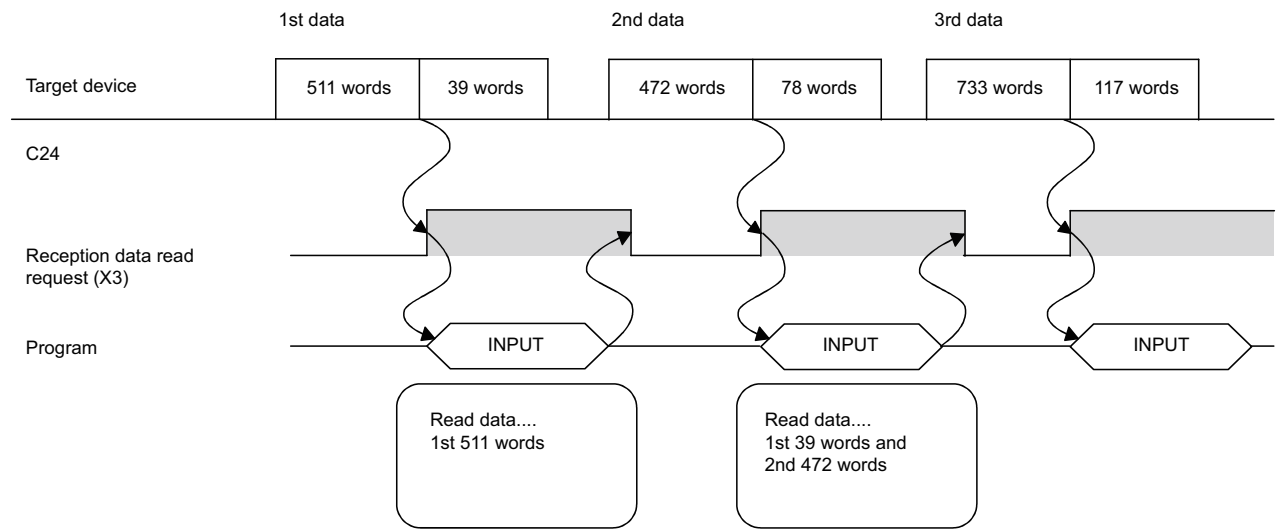 1st data
2nd data
3rd data
Target device
511 words
39 words
472 words
78 words
733 words
117 words
C24
Reception data read
request (X3)
Program
INPUT
INPUT
INPUT
Read data....
1st 511 words
Read data....
1st 39 words and
2nd 472 words